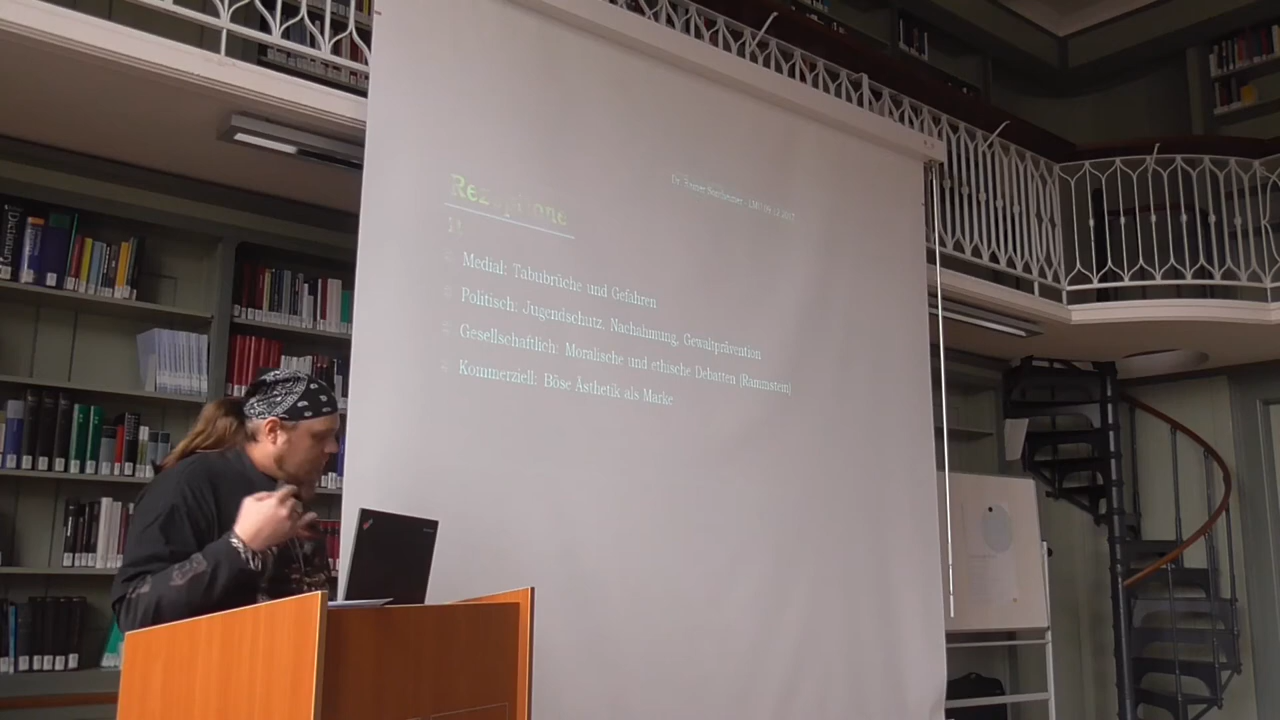 Rezeptione
Medial: Tabubrüche und Gefahren
Politisch: Jugendschutz, Nachahmung, Gewaltprävention
Gesellschaftlich: Moralische und ethische Debatten (Rammstein)
Kommerziell: Böse Ästhetik als Marke
Dictionary